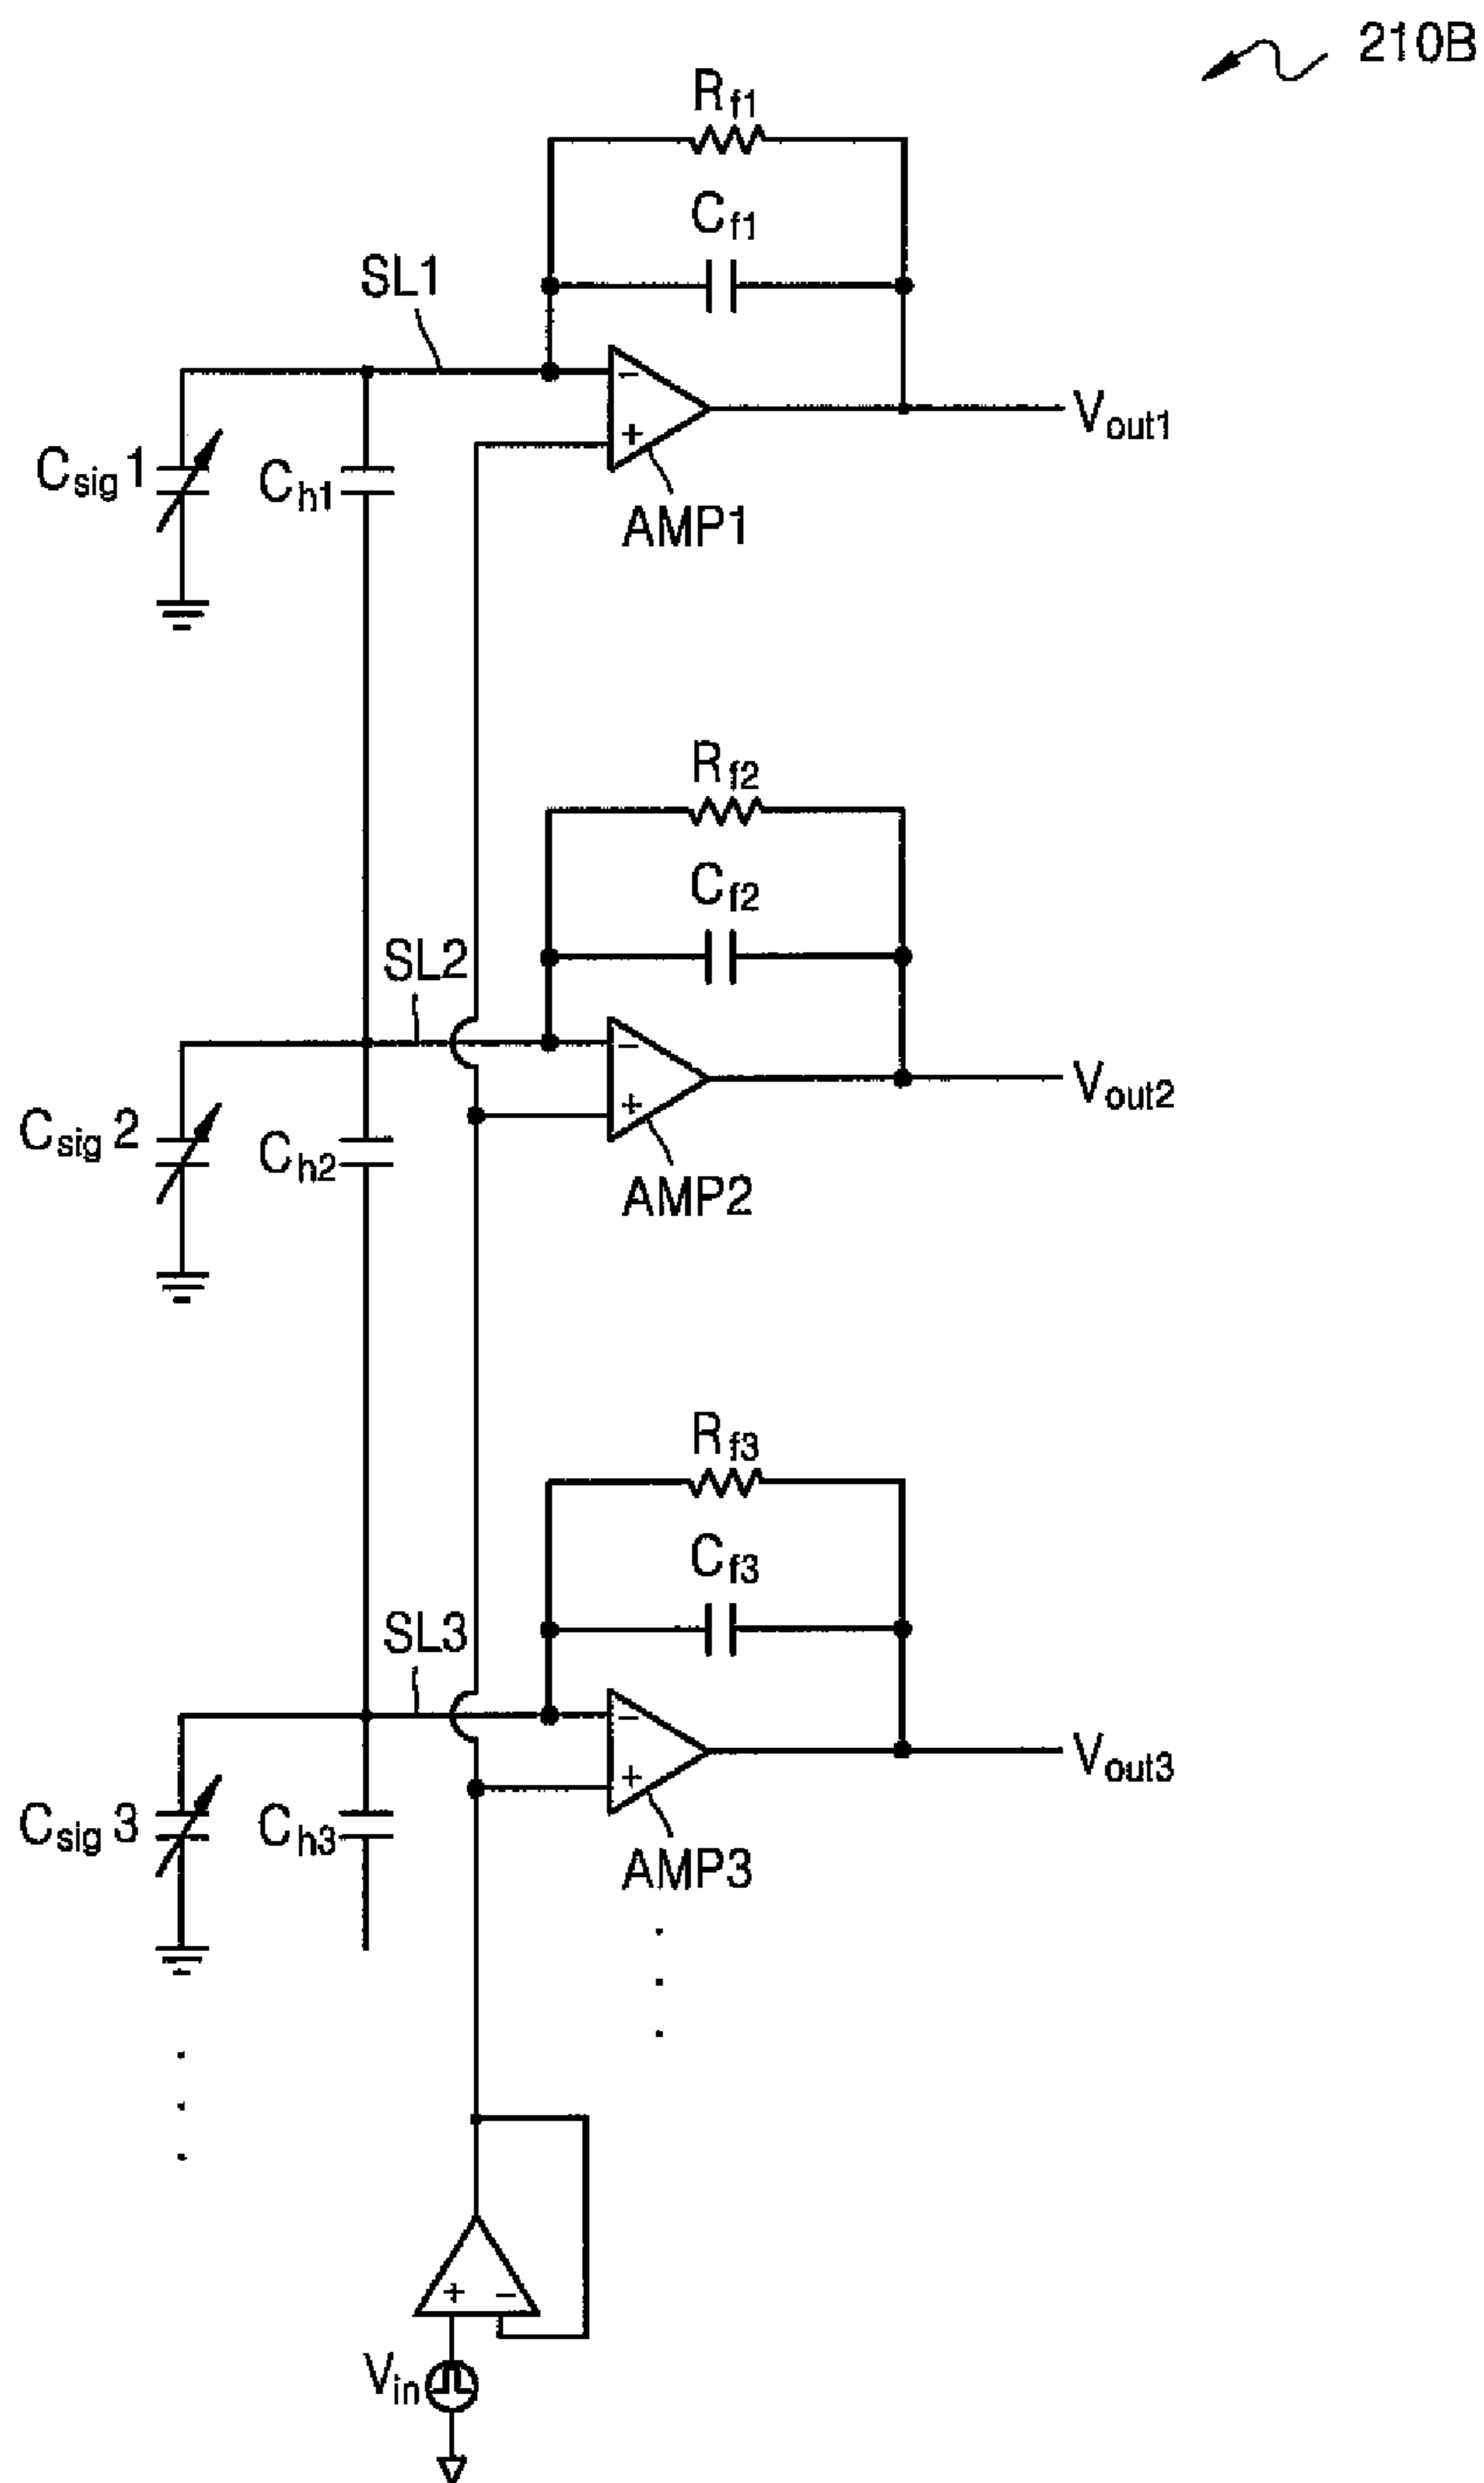 210B
Rf1
Cf1
SL1
Vout1
Csig1
Ch1
AMP1
Rf2
Cf2
SL2
Vout2
Csig2
Ch2
AMP2
Rf3
Cf3
SL3
Vout3
Csig3
Ch3
AMP3
Vin